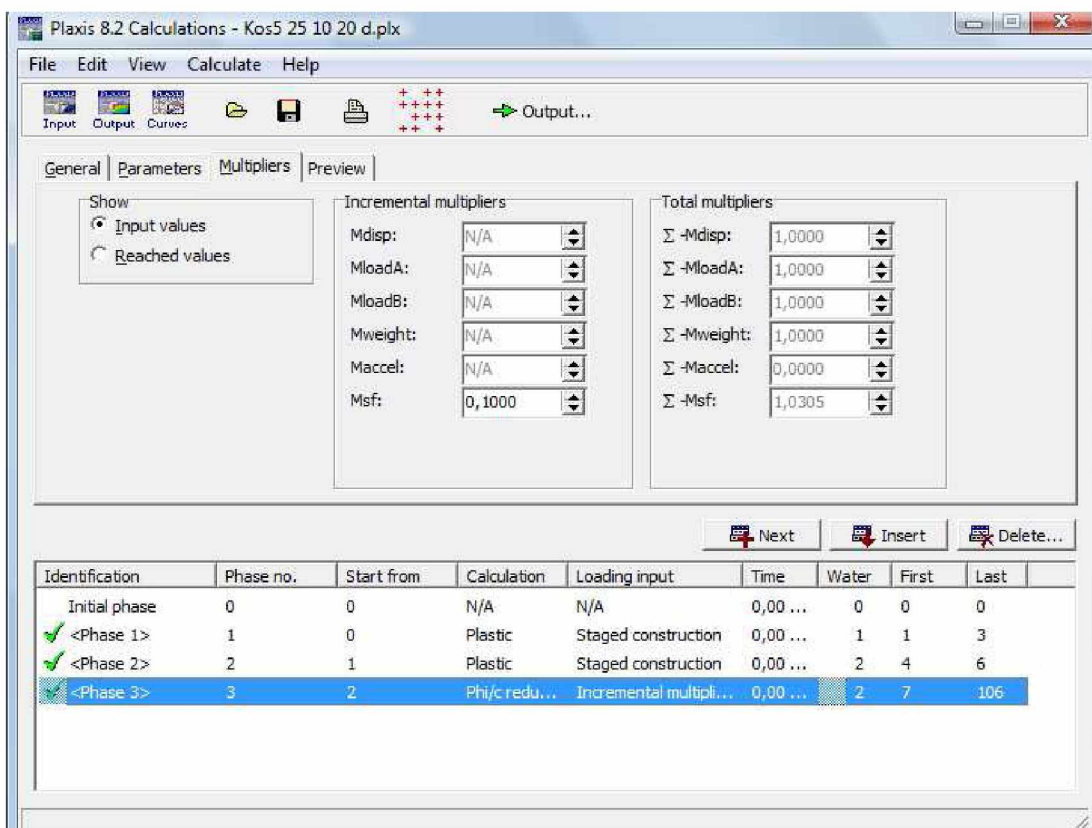 Plaxis 8.2 Calculations - Kos5 25 10 20 d.plx
File Edit View Calculate Help
Input Output Curves Output...
General Parameters Multipliers Preview
Show
Input values
Reached values
Incremental multipliers
Mdisp: N/A
MloadA: N/A
MloadB: N/A
Mweight: N/A
Maccel: N/A
Msf: 0,1000
Total multipliers
Σ -Mdisp: 1,0000
Σ -MloadA: 1,0000
Σ -MloadB: 1,0000
Σ -Mweight: 1,0000
Σ -Maccel: 0,0000
Σ -Msf: 1,0305
Next Insert Delete...
Identification Phase no. Start from Calculation Loading input Time Water First Last
Initial phase 0 0 N/A N/A 0,00 ... 0 0 0
<Phase 1> 1 0 Plastic Staged construction 0,00 ... 1 1 3
<Phase 2> 2 1 Plastic Staged construction 0,00 ... 2 4 6
<Phase 3> 3 2 Phi/c redu... Incremental multipli... 0,00 ... 2 7 106